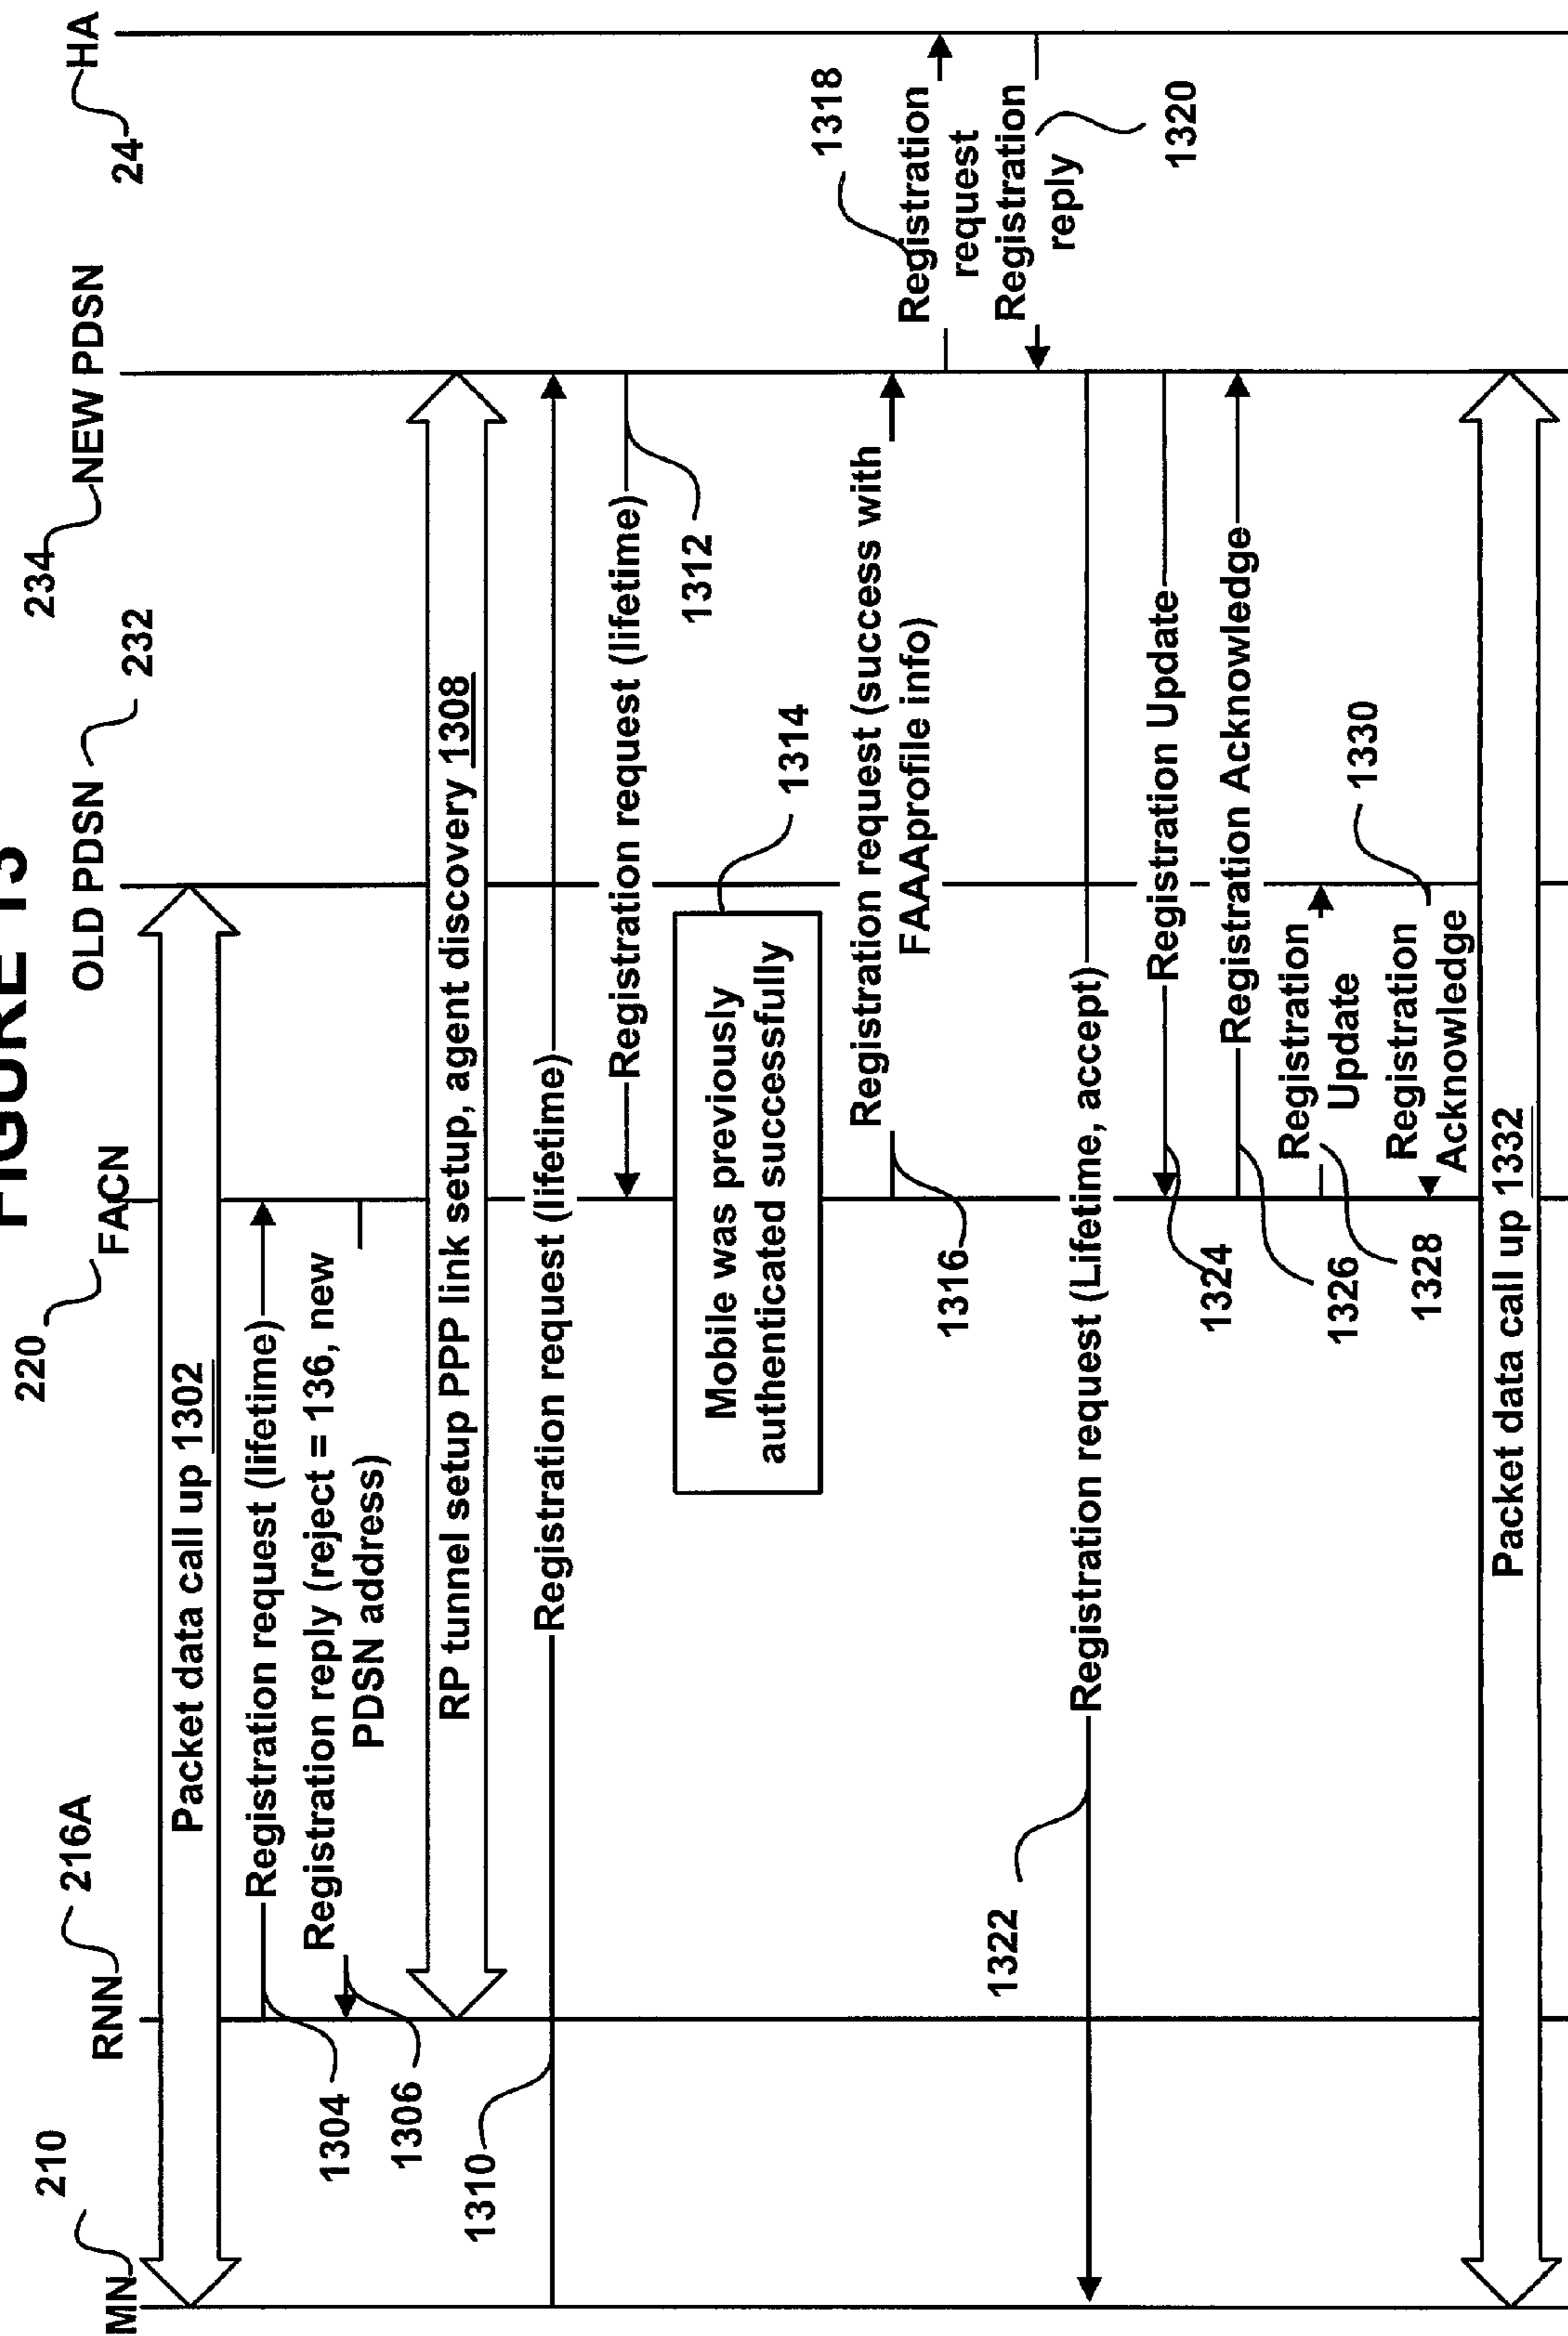 FIGURE 13
MN
210
RNN
216A
220
FACN
OLD PDSN
232
234
NEW PDSN
24
HA
Packet data call up 1302
Registration request (lifetime)
1304
Registration reply (reject = 136, new
PDSN address)
1306
RP tunnel setup PPP link setup, agent discovery 1308
Registration request (lifetime)
1310
Registration request (lifetime)
1312
Mobile was previously
authenticated successfully
1314
Registration request (success with
FAAAprofile info)
1316
Registration
request
1318
Registration
reply
1320
Registration request (Lifetime, accept)
1322
Registration Update
1324
Registration Acknowledge
1326
Registration
Update
1328
Registration
Acknowledge
1330
Packet data call up 1332